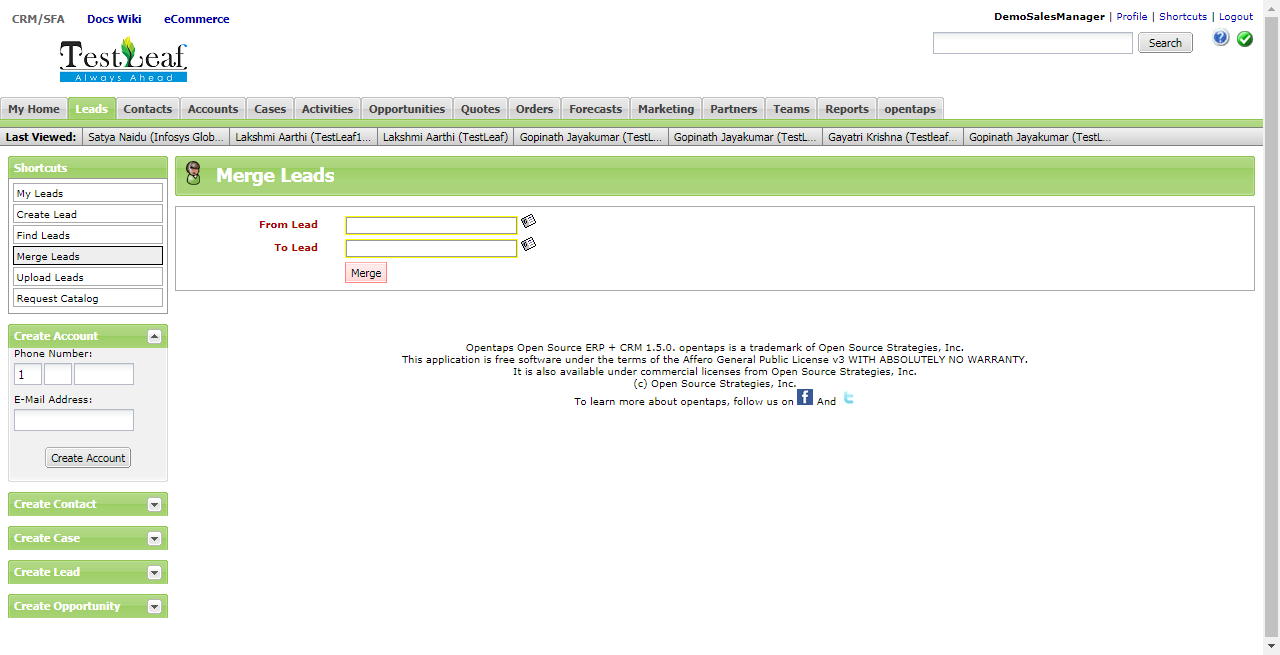 CRM/SFA Docs Wiki eCommerce
DemoSalesManager | Profile | Shortcuts | Logout
TestLeaf
Always Ahead
Search
My Home Leads Contacts Accounts Cases Activities Opportunities Quotes Orders Forecasts Marketing Partners Teams Reports opentaps
Last Viewed: Satya Naidu (Infosys Glob... Lakshmi Aarthi (TestLeaf1... Lakshmi Aarthi (TestLeaf) Gopinath Jayakumar (TestL... Gopinath Jayakumar (TestL... Gayatri Krishna (Testleaf... Gopinath Jayakumar (TestL...
Shortcuts
My Leads
Create Lead
Find Leads
Merge Leads
Upload Leads
Request Catalog
Create Account
Phone Number:
1
E-Mail Address:
Create Account
Create Contact
Create Case
Create Lead
Create Opportunity
Merge Leads
From Lead
To Lead
Merge
Opentaps Open Source ERP + CRM 1.5.0. opentaps is a trademark of Open Source Strategies, Inc.
This application is free software under the terms of the Affero General Public License v3 WITH ABSOLUTELY NO WARRANTY.
It is also available under commercial licenses from Open Source Strategies, Inc.
(c) Open Source Strategies, Inc.
To learn more about opentaps, follow us on f And t